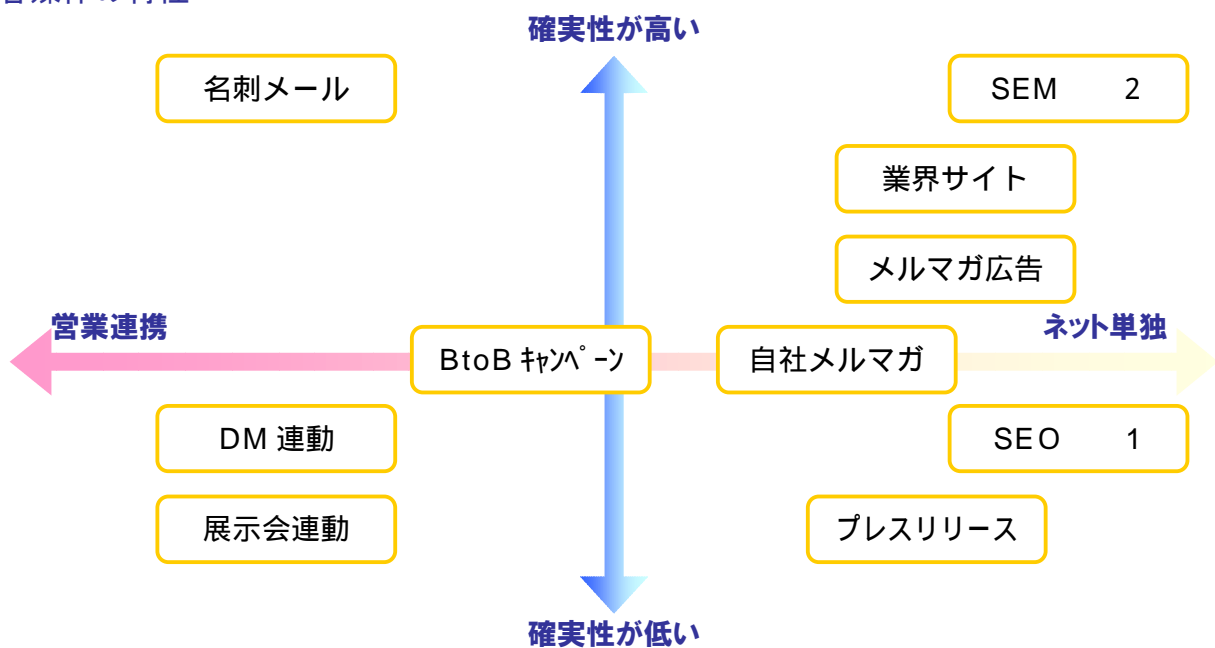 確実性が高い
名刺メール
SEM 2
業界サイト
メルマガ広告
営業連携
ネット単独
BtoB ｷｬﾝﾍﾟｰﾝ
自社メルマガ
DM 連動
SEO 1
展示会連動
プレスリリース
確実性が低い